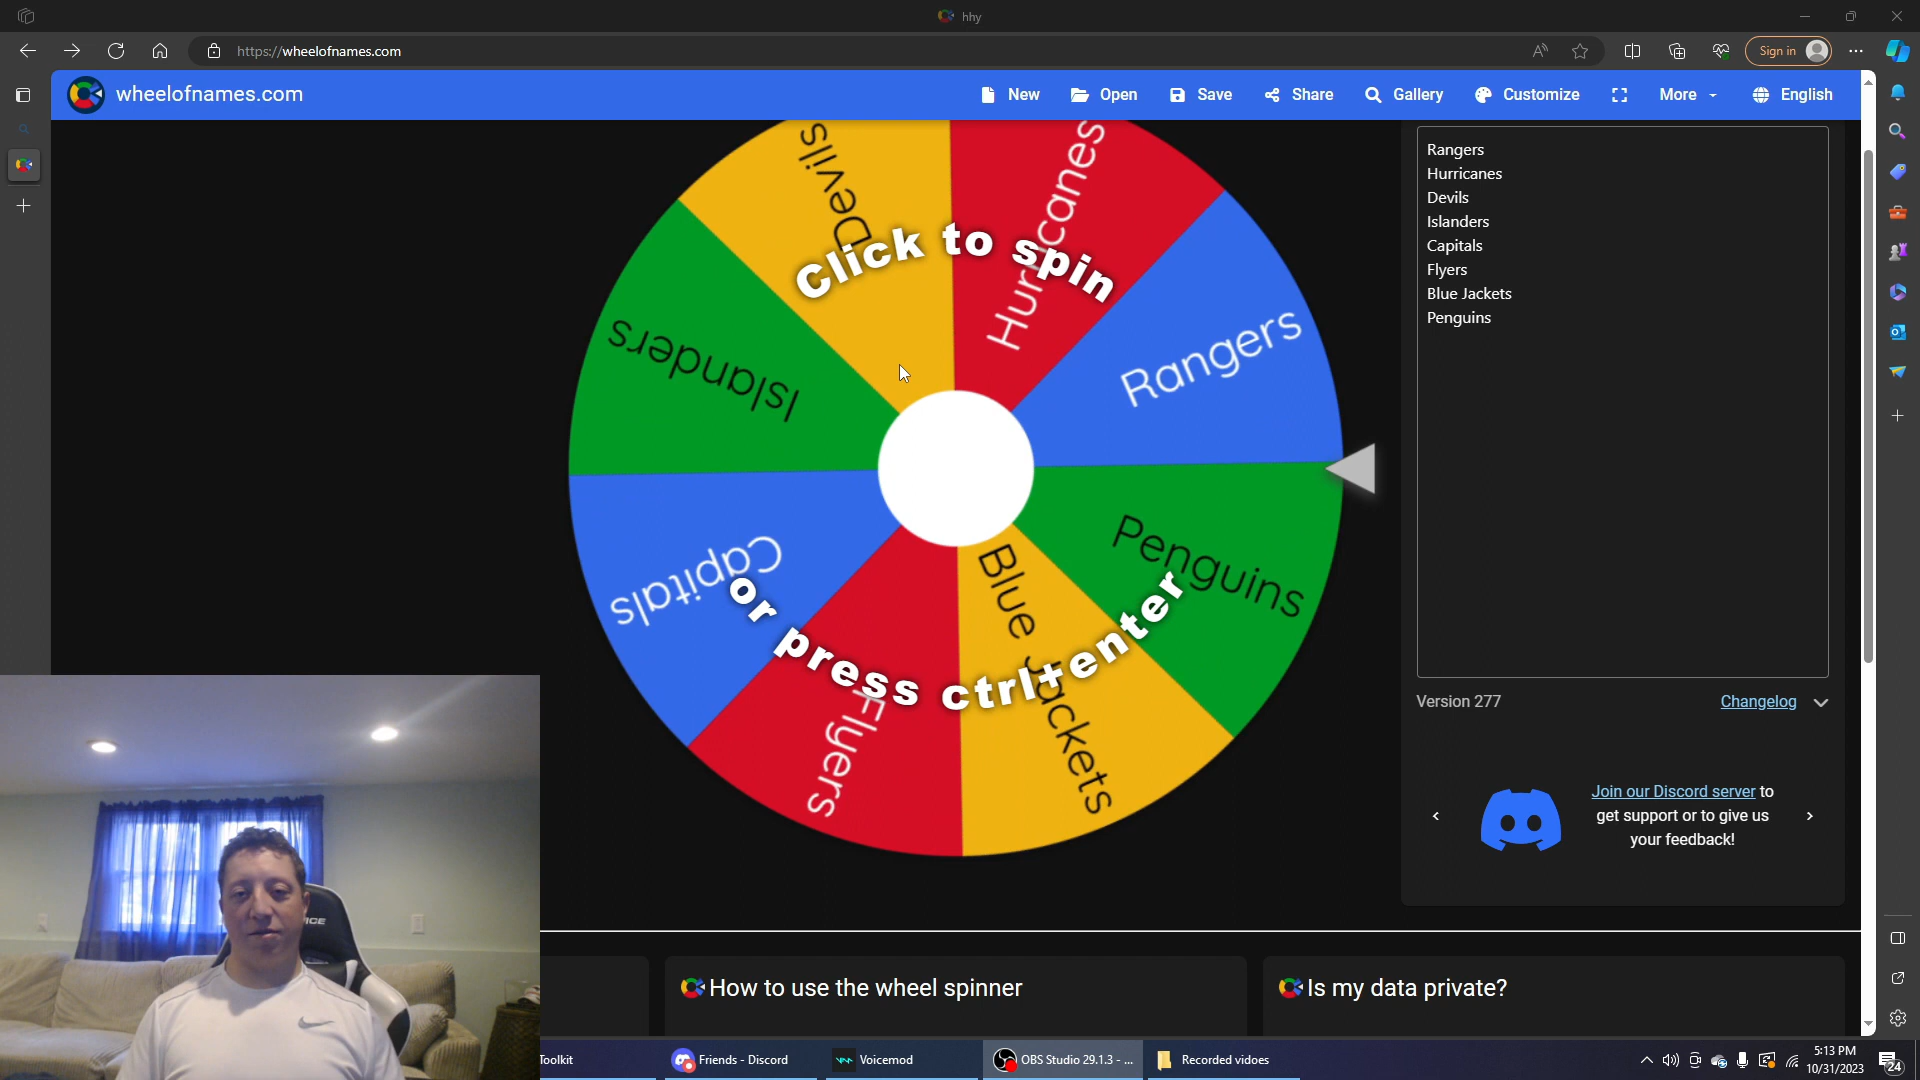 hhy
https://wheelofnames.com
Sign in
wheelofnames.com
New
Open
Save
Share
Gallery
Customize
More
English
Devils
Hurricanes
Rangers
Islanders
Click to spin
Penguins
Capitals
Blue Jackets
Flyers
or press ctrl+enter
Rangers
Hurricanes
Devils
Islanders
Capitals
Flyers
Blue Jackets
Penguins
Version 277
Changelog
Join our Discord server to
get support or to give us
your feedback!
How to use the wheel spinner
Is my data private?
Toolkit
Friends - Discord
Voicemod
OBS Studio 29.1.3 - ...
Recorded vidoes
5:13 PM
10/31/2023
24